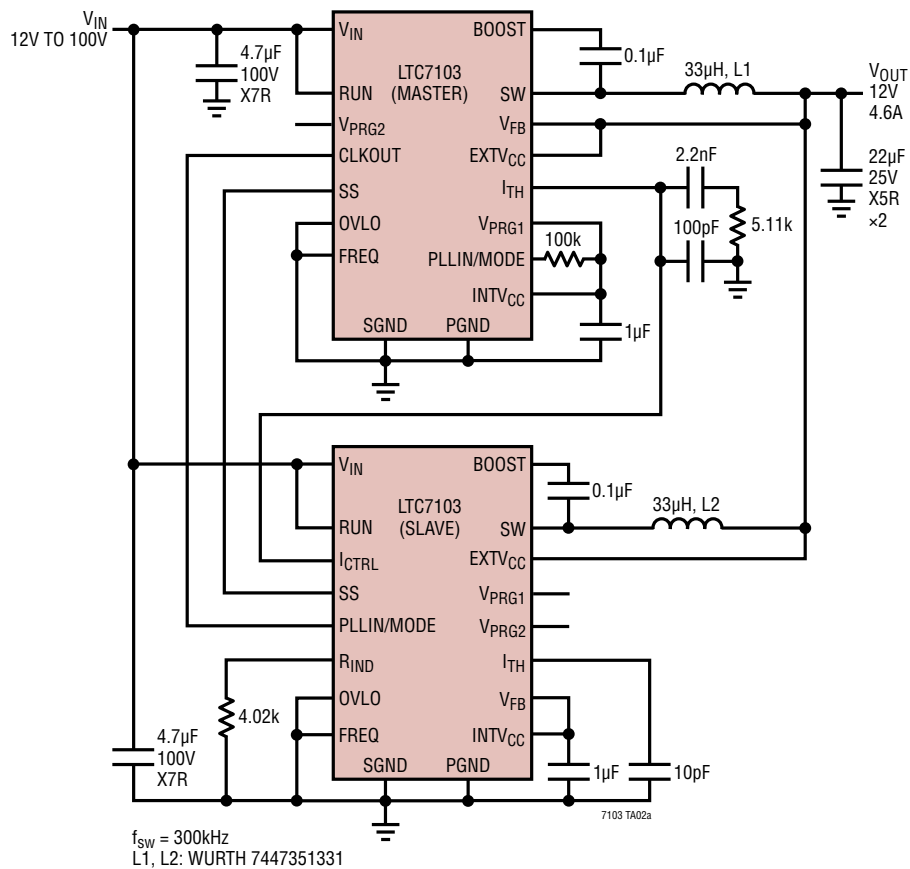 VIN
12V TO 100V
4.7µF
100V
X7R
VIN
RUN
VPRG2
CLKOUT
SS
OVLO
FREQ
LTC7103
(MASTER)
SGND
PGND
BOOST
SW
VFB
EXTVCC
ITH
VPRG1
PLLIN/MODE
INTVCC
0.1µF
33µH, L1
VOUT
12V
4.6A
22µF
25V
X5R
×2
2.2nF
100pF
5.11k
100k
1µF
VIN
RUN
ICTRL
SS
PLLIN/MODE
RIND
OVLO
FREQ
LTC7103
(SLAVE)
SGND
PGND
BOOST
SW
EXTVCC
VPRG1
VPRG2
ITH
VFB
INTVCC
0.1µF
33µH, L2
4.02k
4.7µF
100V
X7R
1µF
10pF
7103 TA02a
fSW = 300kHz
L1, L2: WURTH 7447351331